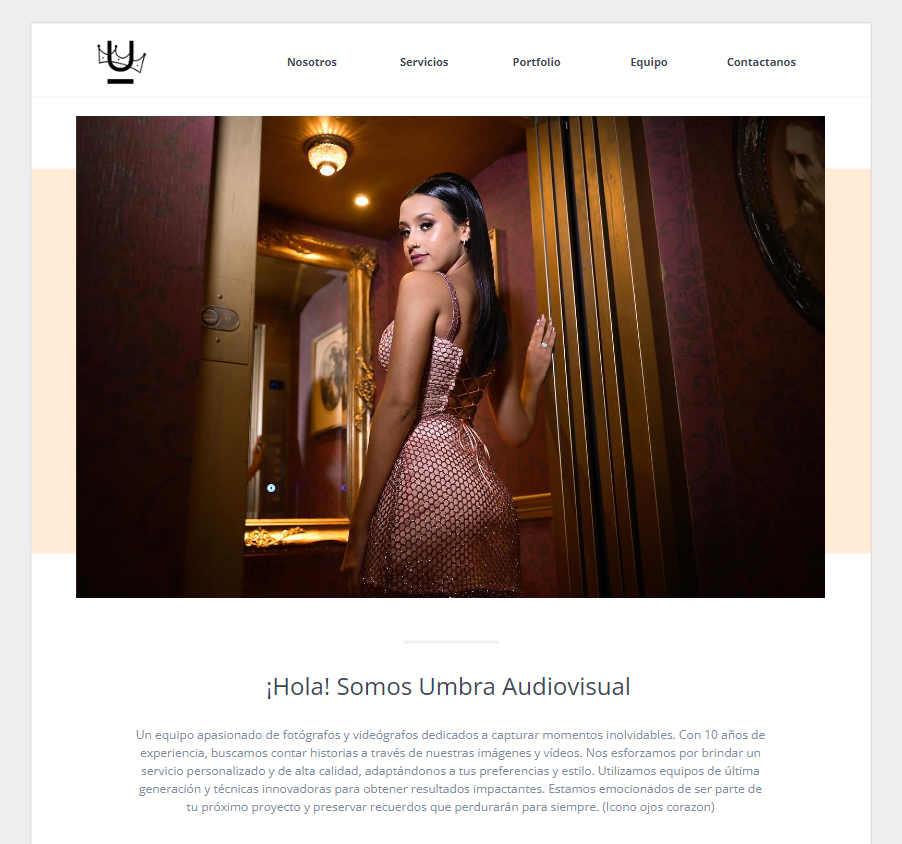 U
Nosotros Servicios Portfolio Equipo Contactanos
¡Hola! Somos Umbra Audiovisual
Un equipo apasionado de fotógrafos y videógrafos dedicados a capturar momentos inolvidables. Con 10 años de
experiencia, buscamos contar historias a través de nuestras imágenes y vídeos. Nos esforzamos por brindar un
servicio personalizado y de alta calidad, adaptándonos a tus preferencias y estilo. Utilizamos equipos de última
generación y técnicas innovadoras para obtener resultados impactantes. Estamos emocionados de ser parte de
tu próximo proyecto y preservar recuerdos que perdurarán para siempre. (Icono ojos corazon)